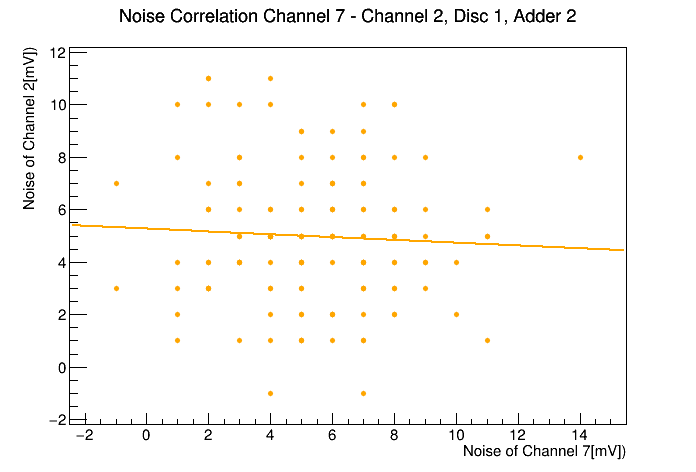 Noise Correlation Channel 7 - Channel 2, Disc 1, Adder 2
Noise of Channel 2[mV])
12
10
8
6
4
2
0
−2
−2 0 2 4 6 8 10 12 14
Noise of Channel 7[mV])